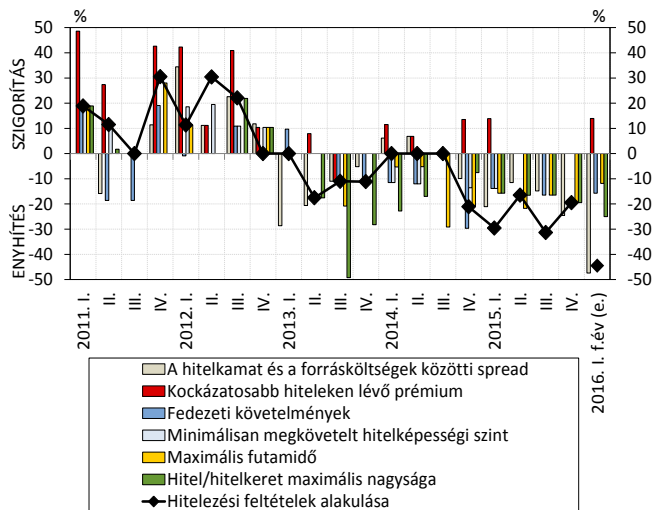 % %
50 50
40 40
30 30
20 20
10 10
0 0
-10 -10
-20 -20
-30 -30
-40 -40
-50 -50
SZIGORÍTÁS
ENYHÍTÉS
2011. I.
II.
III.
IV.
2012. I.
II.
III.
IV.
2013. I.
II.
III.
IV.
2014. I.
II.
III.
IV.
2015. I.
II.
III.
IV.
2016. I. f.év (e.)
A hitelkamat és a forrásköltségek közötti spread
Kockázatosabb hiteleken lévő prémium
Fedezeti követelmények
Minimálisan megkövetelt hitelképességi szint
Maximális futamidő
Hitel/hitelkeret maximális nagysága
Hitelezési feltételek alakulása